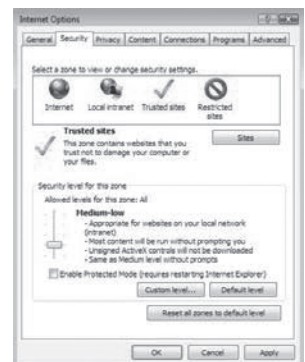 Internet Options
General Security Privacy Content Connections Programs Advanced
Select a zone to view or change security settings.
Internet Local intranet Trusted sites Restricted
sites
Trusted sites
Sites
This zone contains websites that you
trust not to damage your computer or
your files.
Security level for this zone
Allowed levels for this zone: All
Medium-low
- Appropriate for websites on your local network
(intranet)
- Most content will be run without prompting you
- Unsigned ActiveX controls will not be downloaded
- Same as Medium level without prompts
Enable Protected Mode (requires restarting Internet Explorer)
Custom level... Default level
Reset all zones to default level
OK Cancel Apply